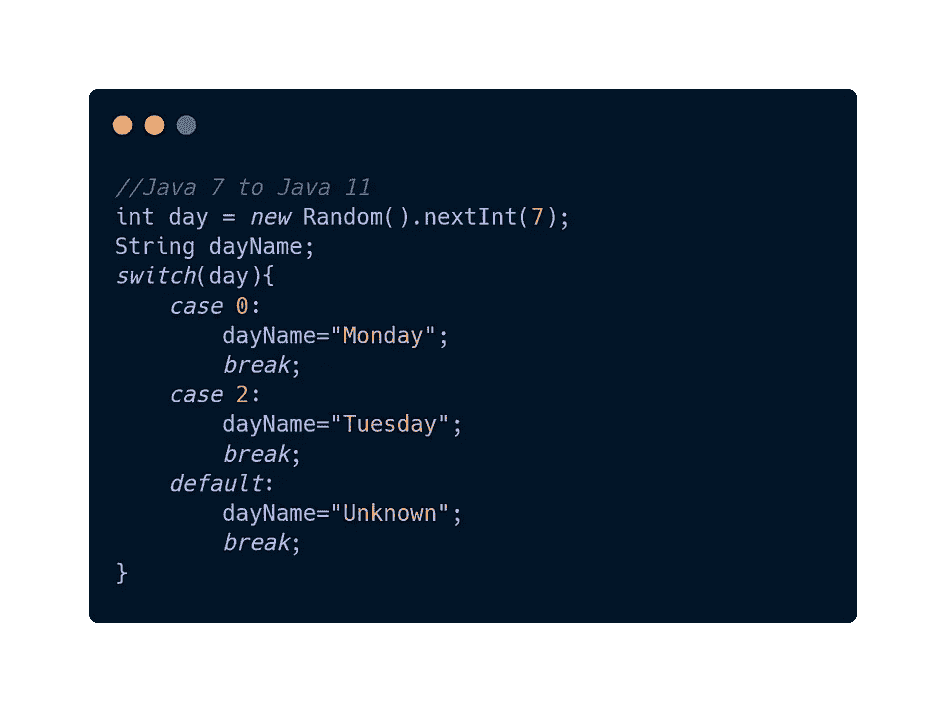 //Java 7 to Java 11
int day = new Random().nextInt(7);
String dayName;
switch(day){
    case 0:
        dayName="Monday";
        break;
    case 2:
        dayName="Tuesday";
        break;
    default:
        dayName="Unknown";
        break;
}